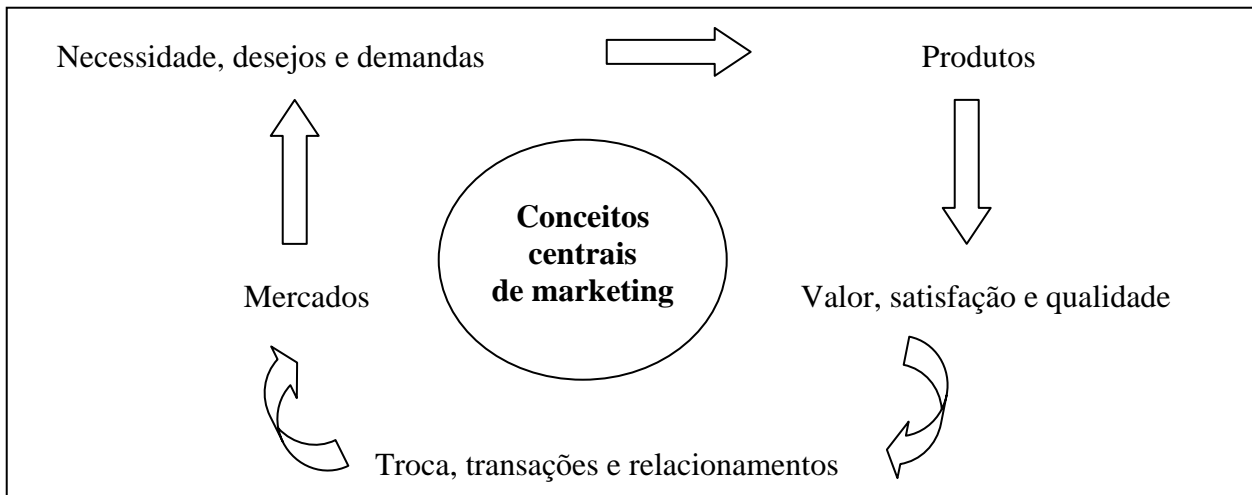 Necessidade, desejos e demandas
Produtos
Conceitos
centrais
de marketing
Mercados
Valor, satisfação e qualidade
Troca, transações e relacionamentos